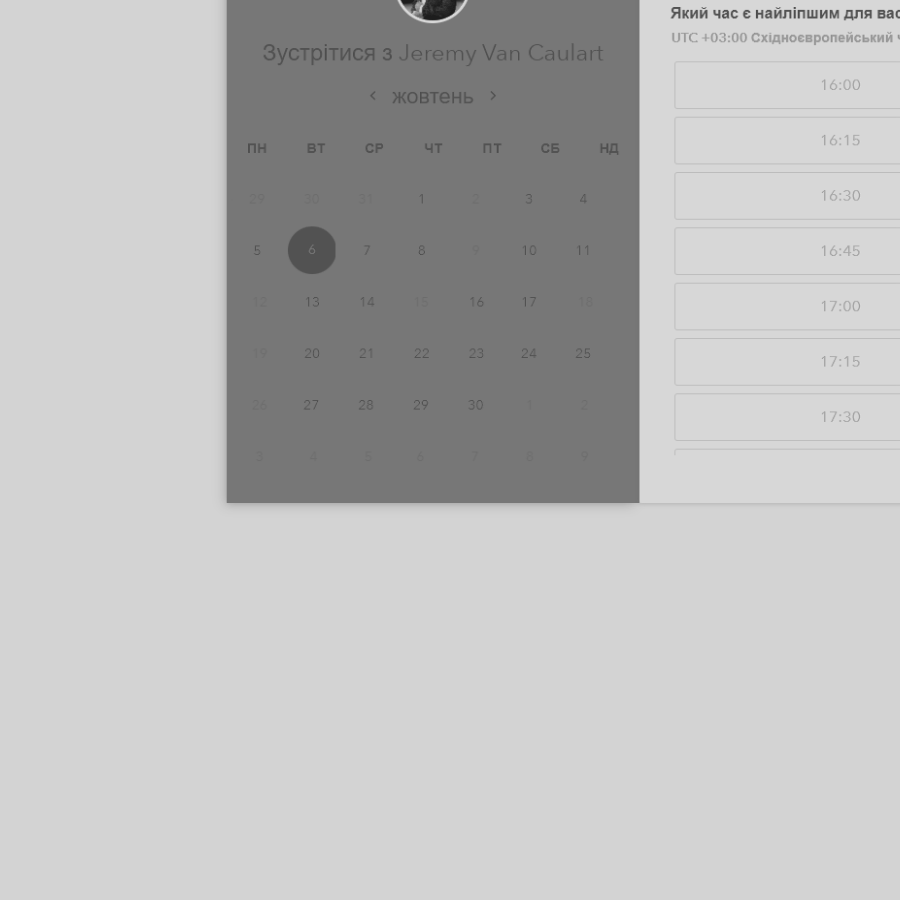 Зустрітися з Jeremy Van Caulart
жовтень
ПН ВТ СР ЧТ ПТ СБ НД
29 30 31 1 2 3 4
5 6 7 8 9 10 11
12 13 14 15 16 17 18
19 20 21 22 23 24 25
26 27 28 29 30 1 2
3 4 5 6 7 8 9
Який час є найліпшим для вас
UTC +03:00 Східноєвропейський
16:00
16:15
16:30
16:45
17:00
17:15
17:30